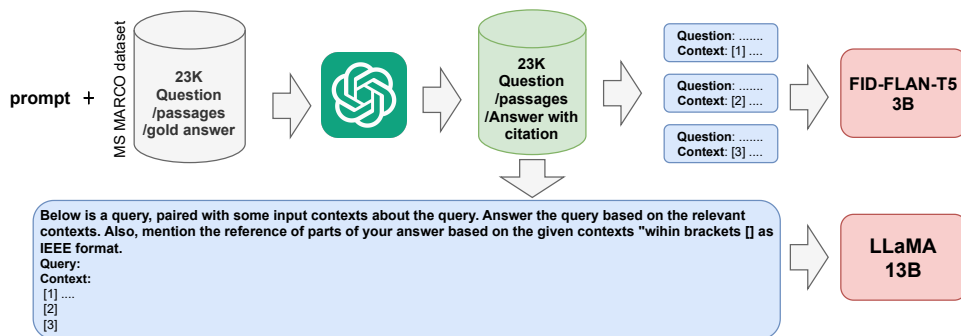 prompt +
MS MARCO dataset
23K
Question
/passages
/gold answer
23K
Question
/passages
/Answer with
citation
Question: .......
Context: [1] ....
Question: ......
Context: [2] ....
Question: ......
Context: [3] ....
FID-FLAN-T5
3B
Below is a query, paired with some input contexts about the query. Answer the query based on the relevant
contexts. Also, mention the reference of parts of your answer based on the given contexts "wihin brackets [] as
IEEE format.
Query:
Context:
[1] ....
[2]
[3]
LLaMA
13B